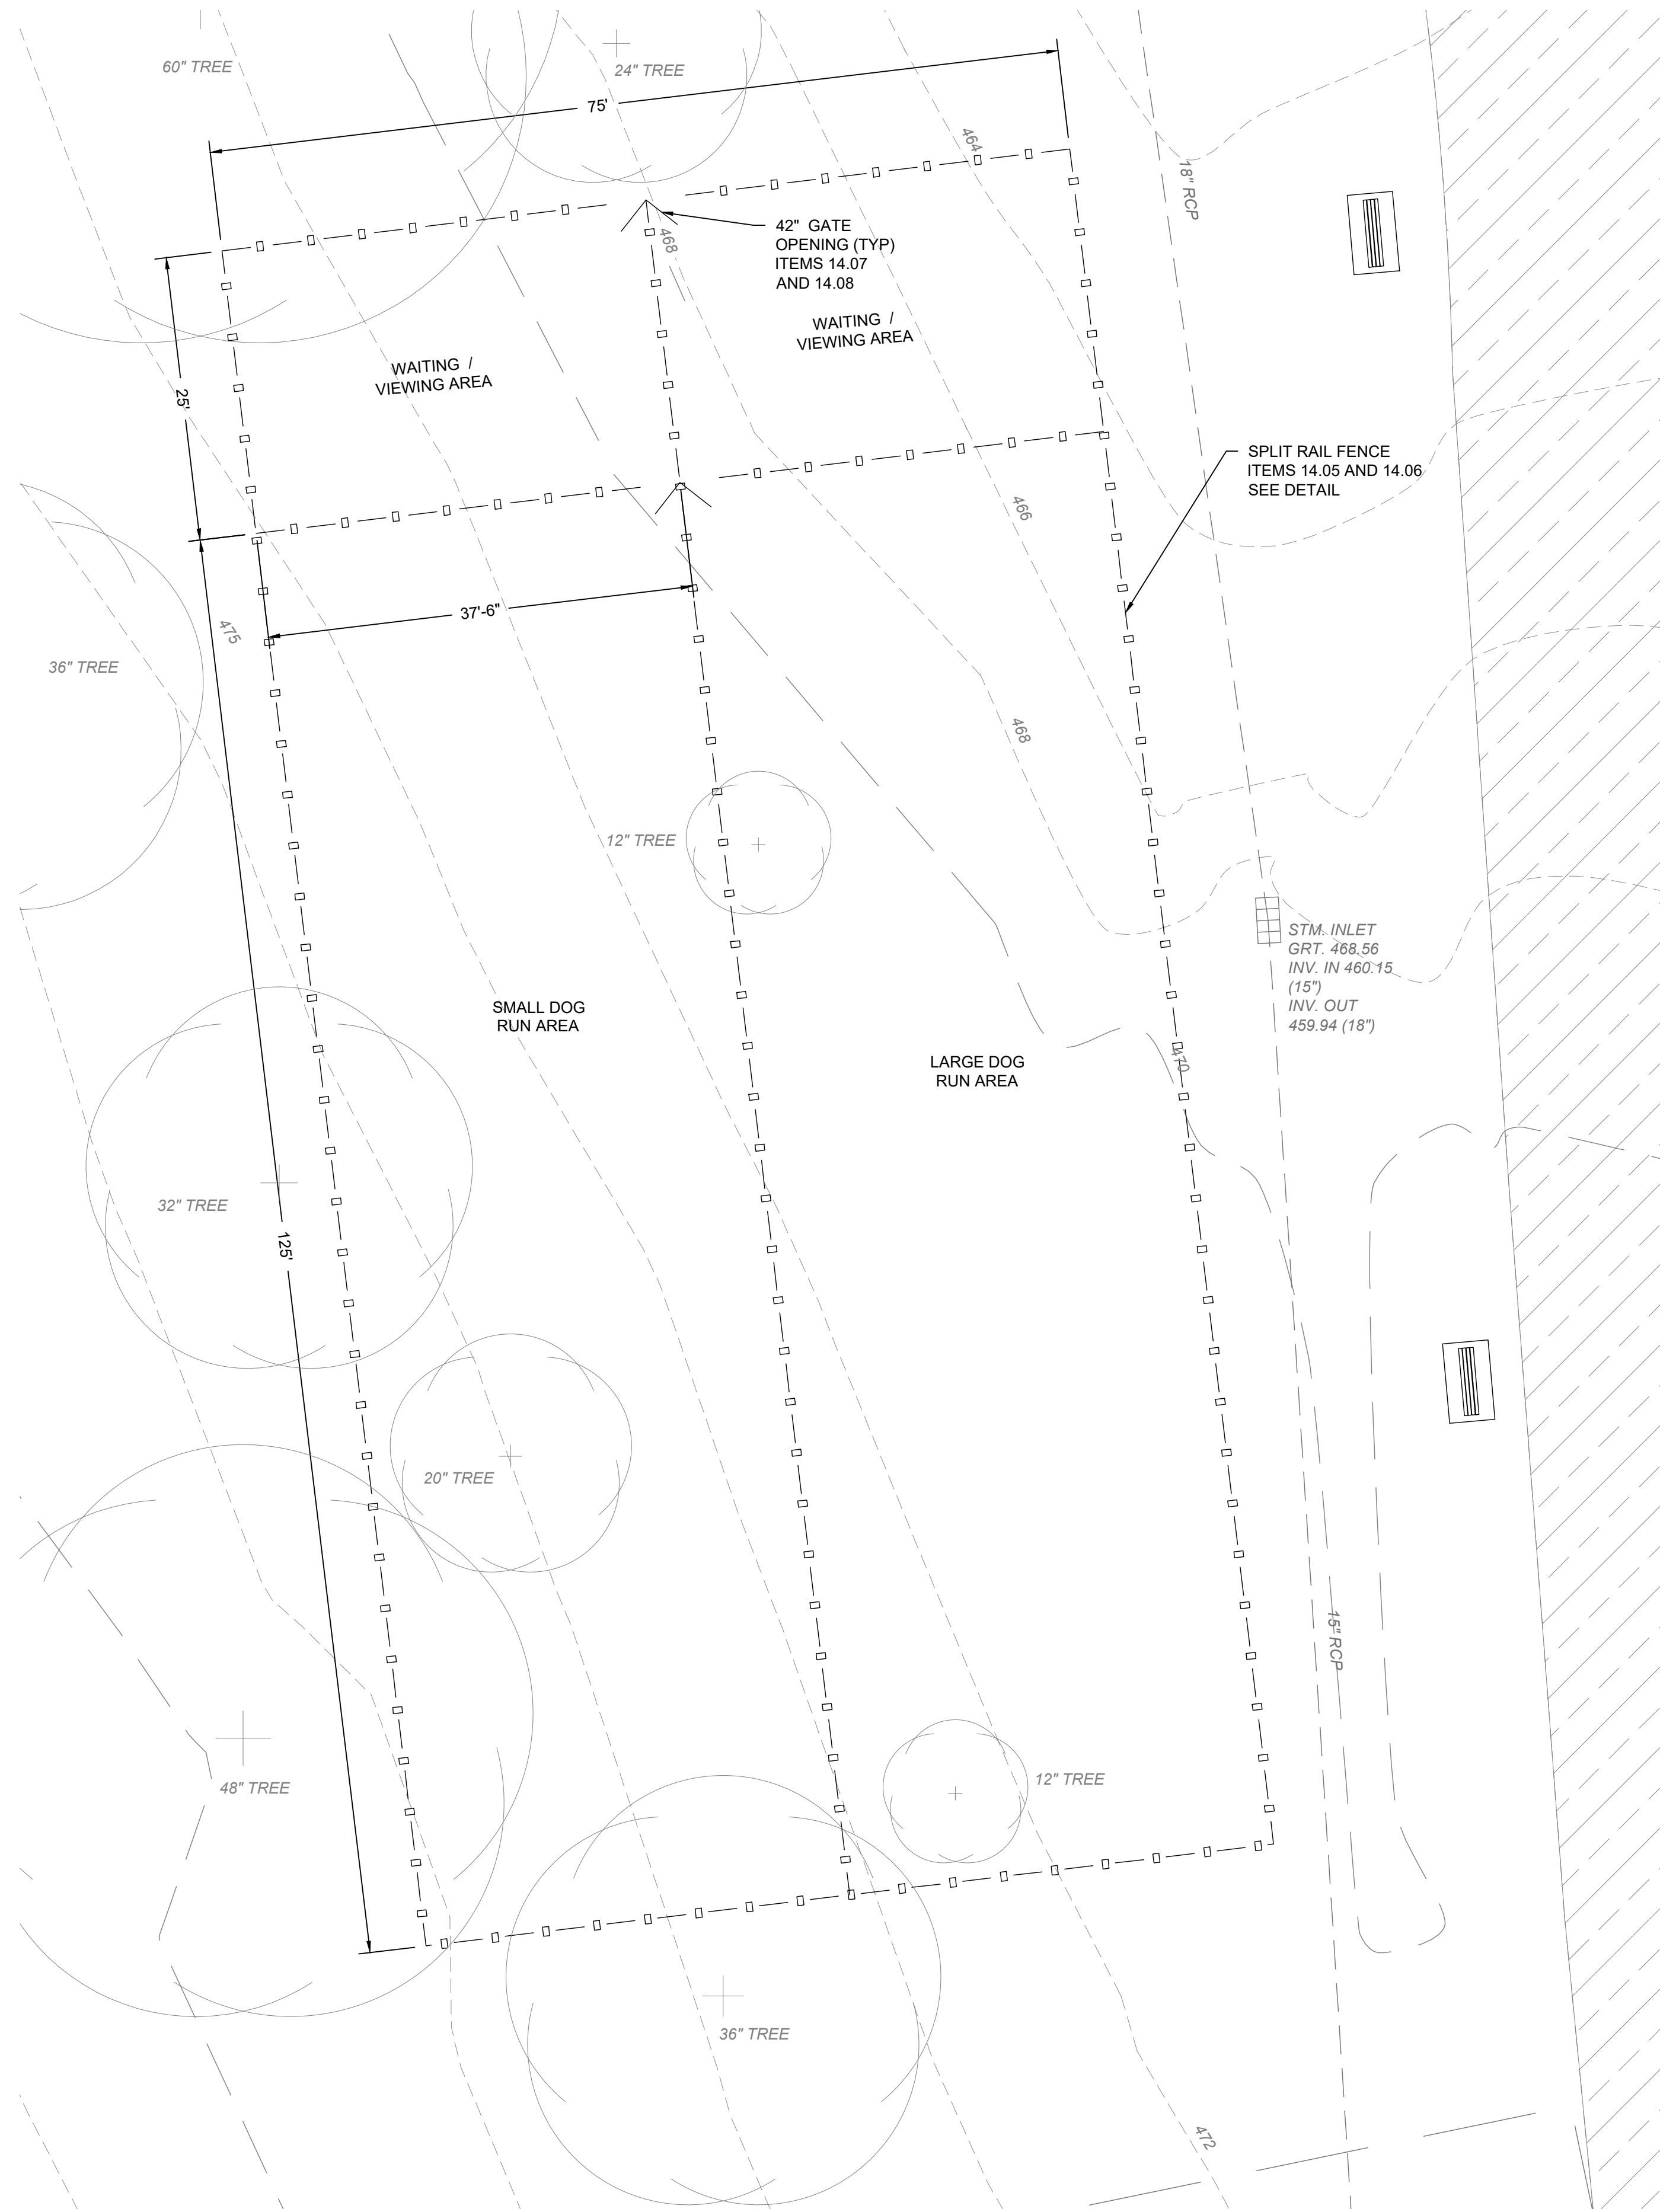 60" TREE
24" TREE
75'
464
18" RCP
42" GATE
OPENING (TYP)
ITEMS 14.07
AND 14.08
468
WAITING /
VIEWING AREA
WAITING /
VIEWING AREA
25'
SPLIT RAIL FENCE
ITEMS 14.05 AND 14.06
SEE DETAIL
466
37'-6"
475
36" TREE
468
12" TREE
STM. INLET
GRT. 468.56
INV. IN 460.15
(15")
INV. OUT
459.94 (18")
SMALL DOG
RUN AREA
470
LARGE DOG
RUN AREA
32" TREE
125'
20" TREE
15" RCP
48" TREE
12" TREE
36" TREE
472